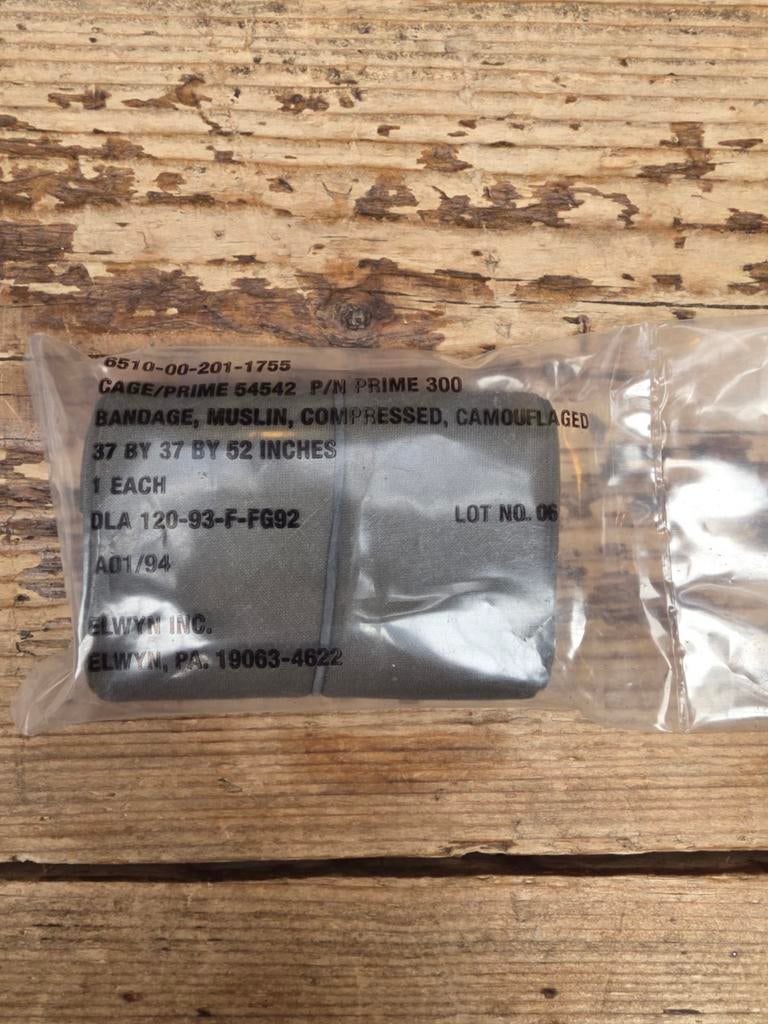 6510-00-201-1755
CAGE/PRIME 54542 P/N PRIME 300
BANDAGE, MUSLIN, COMPRESSED, CAMOUFLAGED
37 BY 37 BY 52 INCHES
1 EACH
DLA 120-93-F-FG92 LOT NO. 06
A01/94
ELWYN INC.
ELWYN, PA. 19063-4622